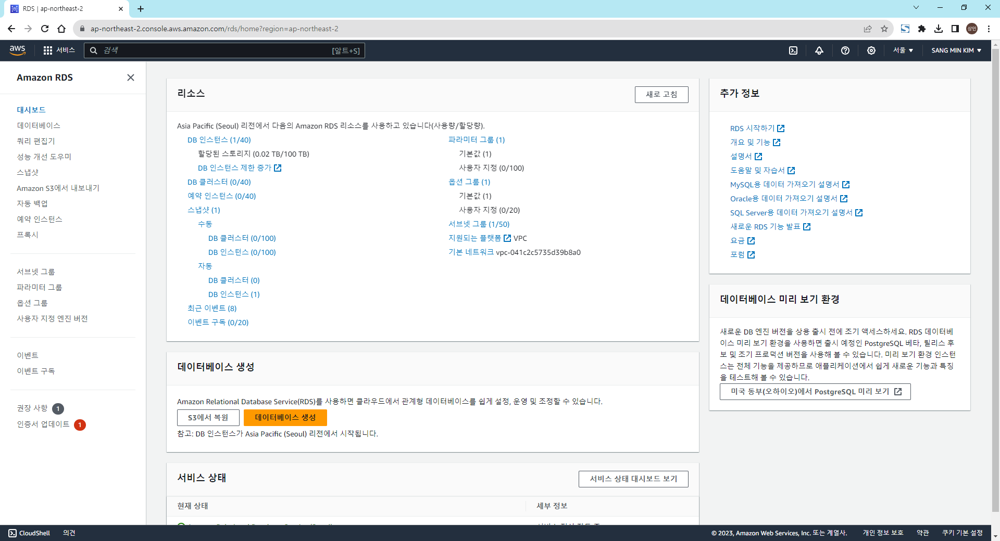 RDS | ap-northeast-2
ap-northeast-2.console.aws.amazon.com/rds/home?region=ap-northeast-2
상민
aws
서비스
검색
[알트+S]
서울
SANG MIN KIM
Amazon RDS
대시보드
데이터베이스
쿼리 편집기
성능 개선 도우미
스냅샷
Amazon S3에서 내보내기
자동 백업
예약 인스턴스
프록시
서브넷 그룹
파라미터 그룹
옵션 그룹
사용자 지정 엔진 버전
이벤트
이벤트 구독
권장 사항 1
인증서 업데이트 1
리소스
새로 고침
Asia Pacific (Seoul) 리전에서 다음의 Amazon RDS 리소스를 사용하고 있습니다(사용량/할당량).
DB 인스턴스 (1/40)
할당된 스토리지 (0.02 TB/100 TB)
DB 인스턴스 제한 증가
DB 클러스터 (0/40)
예약 인스턴스 (0/40)
스냅샷 (1)
수동
DB 클러스터 (0/100)
DB 인스턴스 (0/100)
자동
DB 클러스터 (0)
DB 인스턴스 (1)
최근 이벤트 (8)
이벤트 구독 (0/20)
파라미터 그룹 (1)
기본값 (1)
사용자 지정 (0/100)
옵션 그룹 (1)
기본값 (1)
사용자 지정 (0/20)
서브넷 그룹 (1/50)
지원되는 플랫폼 VPC
기본 네트워크 vpc-041c2c5735d39b8a0
데이터베이스 생성
Amazon Relational Database Service(RDS)를 사용하면 클라우드에서 관계형 데이터베이스를 쉽게 설정, 운영 및 조정할 수 있습니다.
S3에서 복원
데이터베이스 생성
참고: DB 인스턴스가 Asia Pacific (Seoul) 리전에서 시작됩니다.
서비스 상태
서비스 상태 대시보드 보기
현재 상태
세부 정보
추가 정보
RDS 시작하기
개요 및 기능
설명서
도움말 및 자습서
MySQL용 데이터 가져오기 설명서
Oracle용 데이터 가져오기 설명서
SQL Server용 데이터 가져오기 설명서
새로운 RDS 기능 발표
요금
포럼
데이터베이스 미리 보기 환경
새로운 DB 엔진 버전을 상용 출시 전에 조기 액세스하세요. RDS 데이터베
이스 미리 보기 환경을 사용하면 출시 예정인 PostgreSQL 베타, 릴리스 후
보 및 조기 프로덕션 버전을 사용해 볼 수 있습니다. 미리 보기 환경 인스턴
스는 전체 기능을 제공하므로 애플리케이션에서 쉽게 새로운 기능과 특징
을 테스트해 볼 수 있습니다.
미국 동부(오하이오)에서 PostgreSQL 미리 보기
CloudShell
의견
© 2023, Amazon Web Services, Inc. 또는 계열사.
개인 정보 보호
약관
쿠키 기본 설정